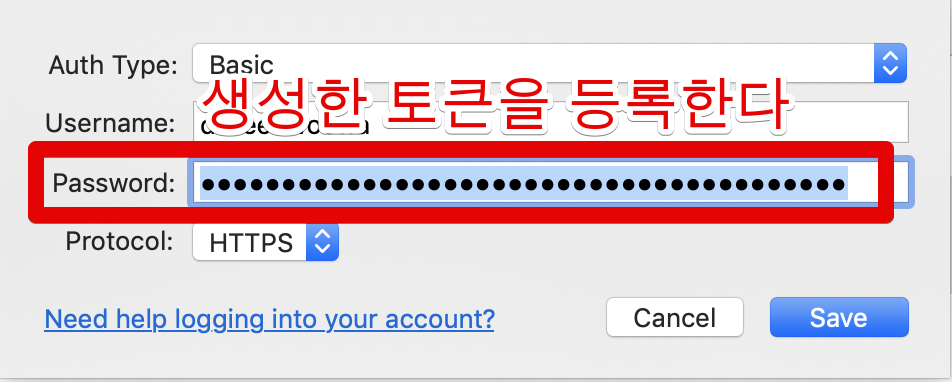 Auth Type: Basic
생성한 토큰을 등록한다
Username:
Password: ●●●●●●●●●●●●●●●●●●●●●●●●●●●●●●●●●●●●●●●●
Protocol: HTTPS
Need help logging into your account? Cancel Save